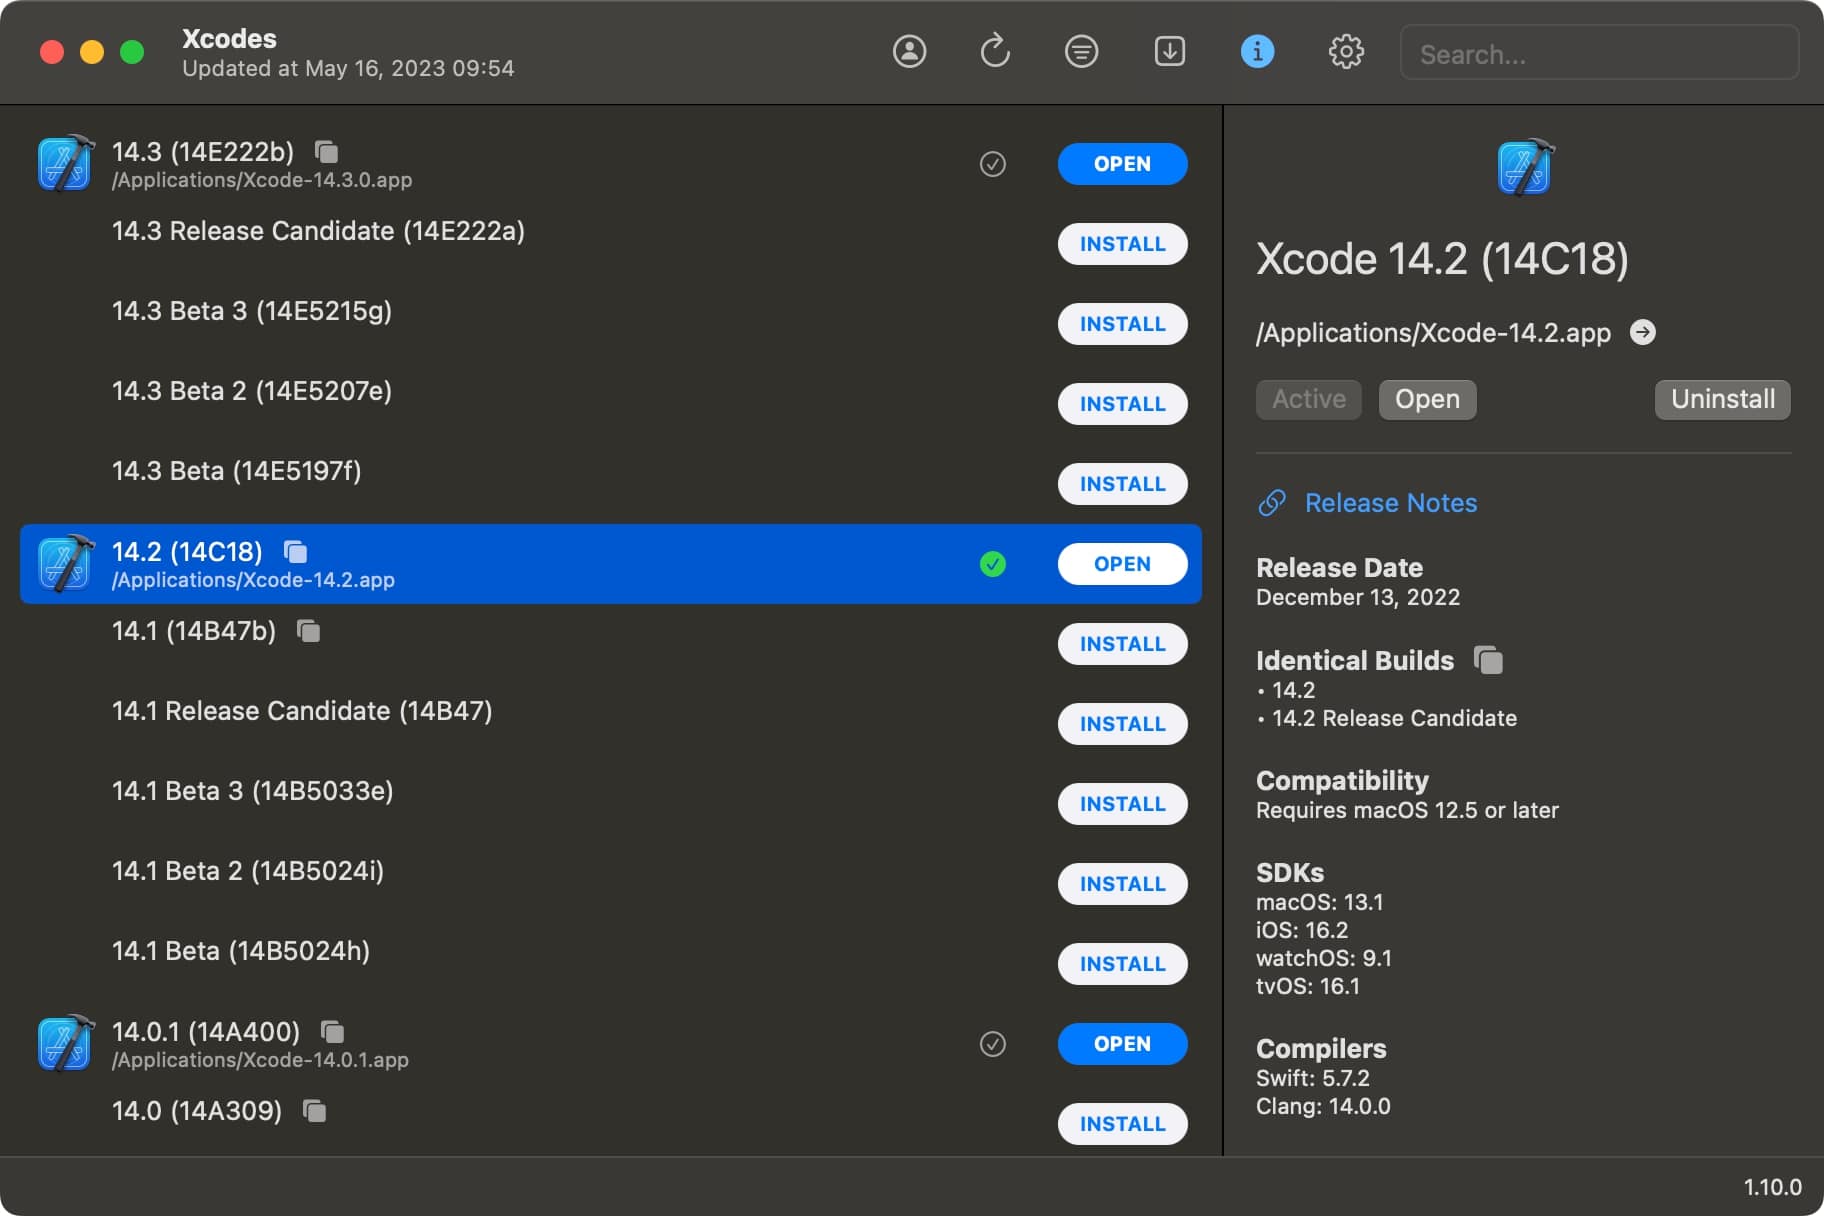 Xcodes
Updated at May 16, 2023 09:54
Search...
14.3 (14E222b)
/Applications/Xcode-14.3.0.app
OPEN
14.3 Release Candidate (14E222a)
INSTALL
14.3 Beta 3 (14E5215g)
INSTALL
14.3 Beta 2 (14E5207e)
INSTALL
14.3 Beta (14E5197f)
INSTALL
14.2 (14C18)
/Applications/Xcode-14.2.app
OPEN
14.1 (14B47b)
INSTALL
14.1 Release Candidate (14B47)
INSTALL
14.1 Beta 3 (14B5033e)
INSTALL
14.1 Beta 2 (14B5024i)
INSTALL
14.1 Beta (14B5024h)
INSTALL
14.0.1 (14A400)
/Applications/Xcode-14.0.1.app
OPEN
14.0 (14A309)
INSTALL
Xcode 14.2 (14C18)
/Applications/Xcode-14.2.app
Active Open Uninstall
Release Notes
Release Date
December 13, 2022
Identical Builds
• 14.2
• 14.2 Release Candidate
Compatibility
Requires macOS 12.5 or later
SDKs
macOS: 13.1
iOS: 16.2
watchOS: 9.1
tvOS: 16.1
Compilers
Swift: 5.7.2
Clang: 14.0.0
1.10.0